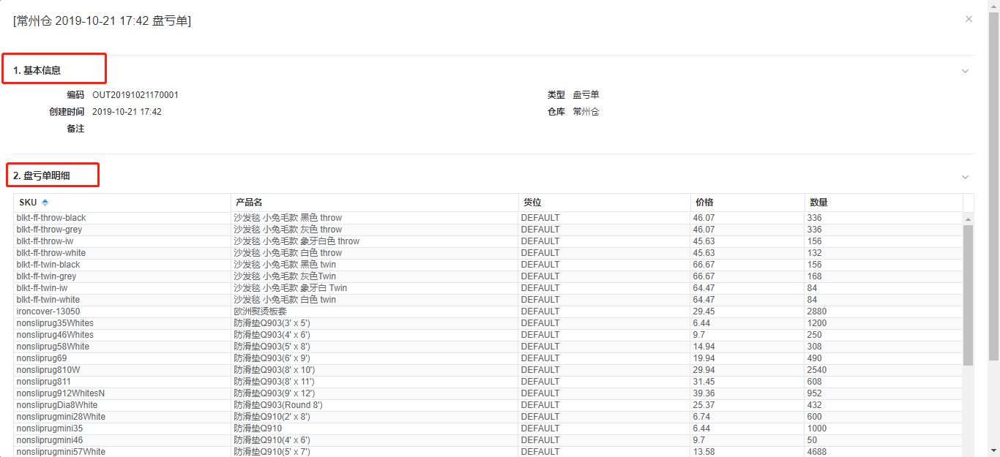 [常州仓 2019-10-21 17:42 盘亏单]
1. 基本信息
编码 OUT20191021170001 类型 盘亏单
创建时间 2019-10-21 17:42 仓库 常州仓
备注
2. 盘亏单明细
SKU 产品名 货位 价格 数量
blkt-ff-throw-black 沙发毯 小兔毛款 黑色 throw DEFAULT 46.07 336
blkt-ff-throw-grey 沙发毯 小兔毛款 灰色 throw DEFAULT 46.07 336
blkt-ff-throw-iw 沙发毯 小兔毛款 象牙白色 throw DEFAULT 45.63 156
blkt-ff-throw-white 沙发毯 小兔毛款 白色 throw DEFAULT 45.63 132
blkt-ff-twin-black 沙发毯 小兔毛款 黑色 twin DEFAULT 66.67 156
blkt-ff-twin-grey 沙发毯 小兔毛款 灰色Twin DEFAULT 66.67 168
blkt-ff-twin-iw 沙发毯 小兔毛款 象牙白 Twin DEFAULT 64.47 84
blkt-ff-twin-white 沙发毯 小兔毛款 白色 twin DEFAULT 64.47 84
ironcover-13050 欧洲熨烫板套 DEFAULT 29.45 2880
nonsliprug35Whites 防滑垫Q903(3' x 5') DEFAULT 6.44 1200
nonsliprug46Whites 防滑垫Q903(4' x 6') DEFAULT 9.7 250
nonsliprug58White 防滑垫Q903(5' x 8') DEFAULT 14.94 308
nonsliprug69 防滑垫Q903(6' x 9') DEFAULT 19.94 490
nonsliprug810W 防滑垫Q903(8' x 10') DEFAULT 29.94 2540
nonsliprug811 防滑垫Q903(8' x 11') DEFAULT 31.45 608
nonsliprug912WhitesN 防滑垫Q903(9' x 12') DEFAULT 39.36 952
nonsliprugDia8White 防滑垫Q903(Round 8') DEFAULT 25.37 432
nonsliprugmini28White 防滑垫Q910(2' x 8') DEFAULT 6.74 600
nonsliprugmini35 防滑垫Q910 DEFAULT 6.44 1000
nonsliprugmini46 防滑垫Q910(4' x 6') DEFAULT 9.7 50
nonsliprugmini57White 防滑垫Q910(5' x 7') DEFAULT 13.58 4688